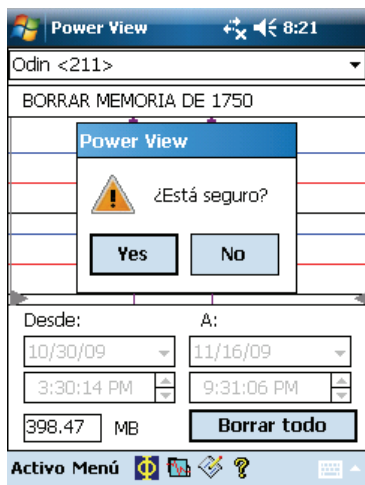 Power View 8:21
Odin <211>
BORRAR MEMORIA DE 1750
Power View
¿Está seguro?
Yes No
Desde: A:
10/30/09 11/16/09
3:30:14 PM 9:31:06 PM
398.47 MB Borrar todo
Activo Menú